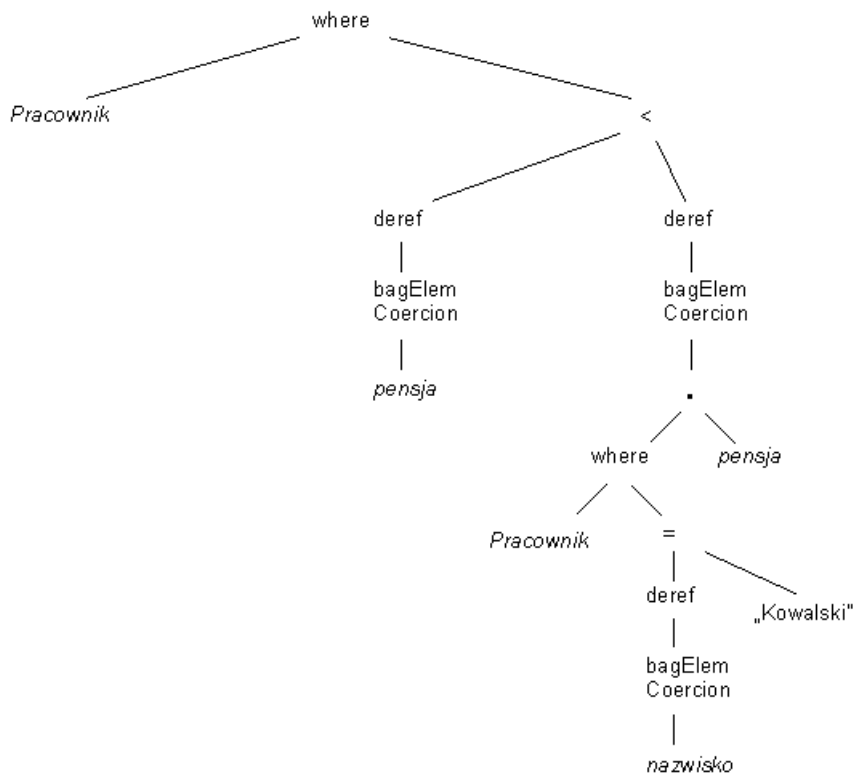 where
Pracownik
<
deref
deref
bagElem
Coercion
bagElem
Coercion
pensja
.
where
pensja
Pracownik
=
deref
„Kowalski"
bagElem
Coercion
nazwisko